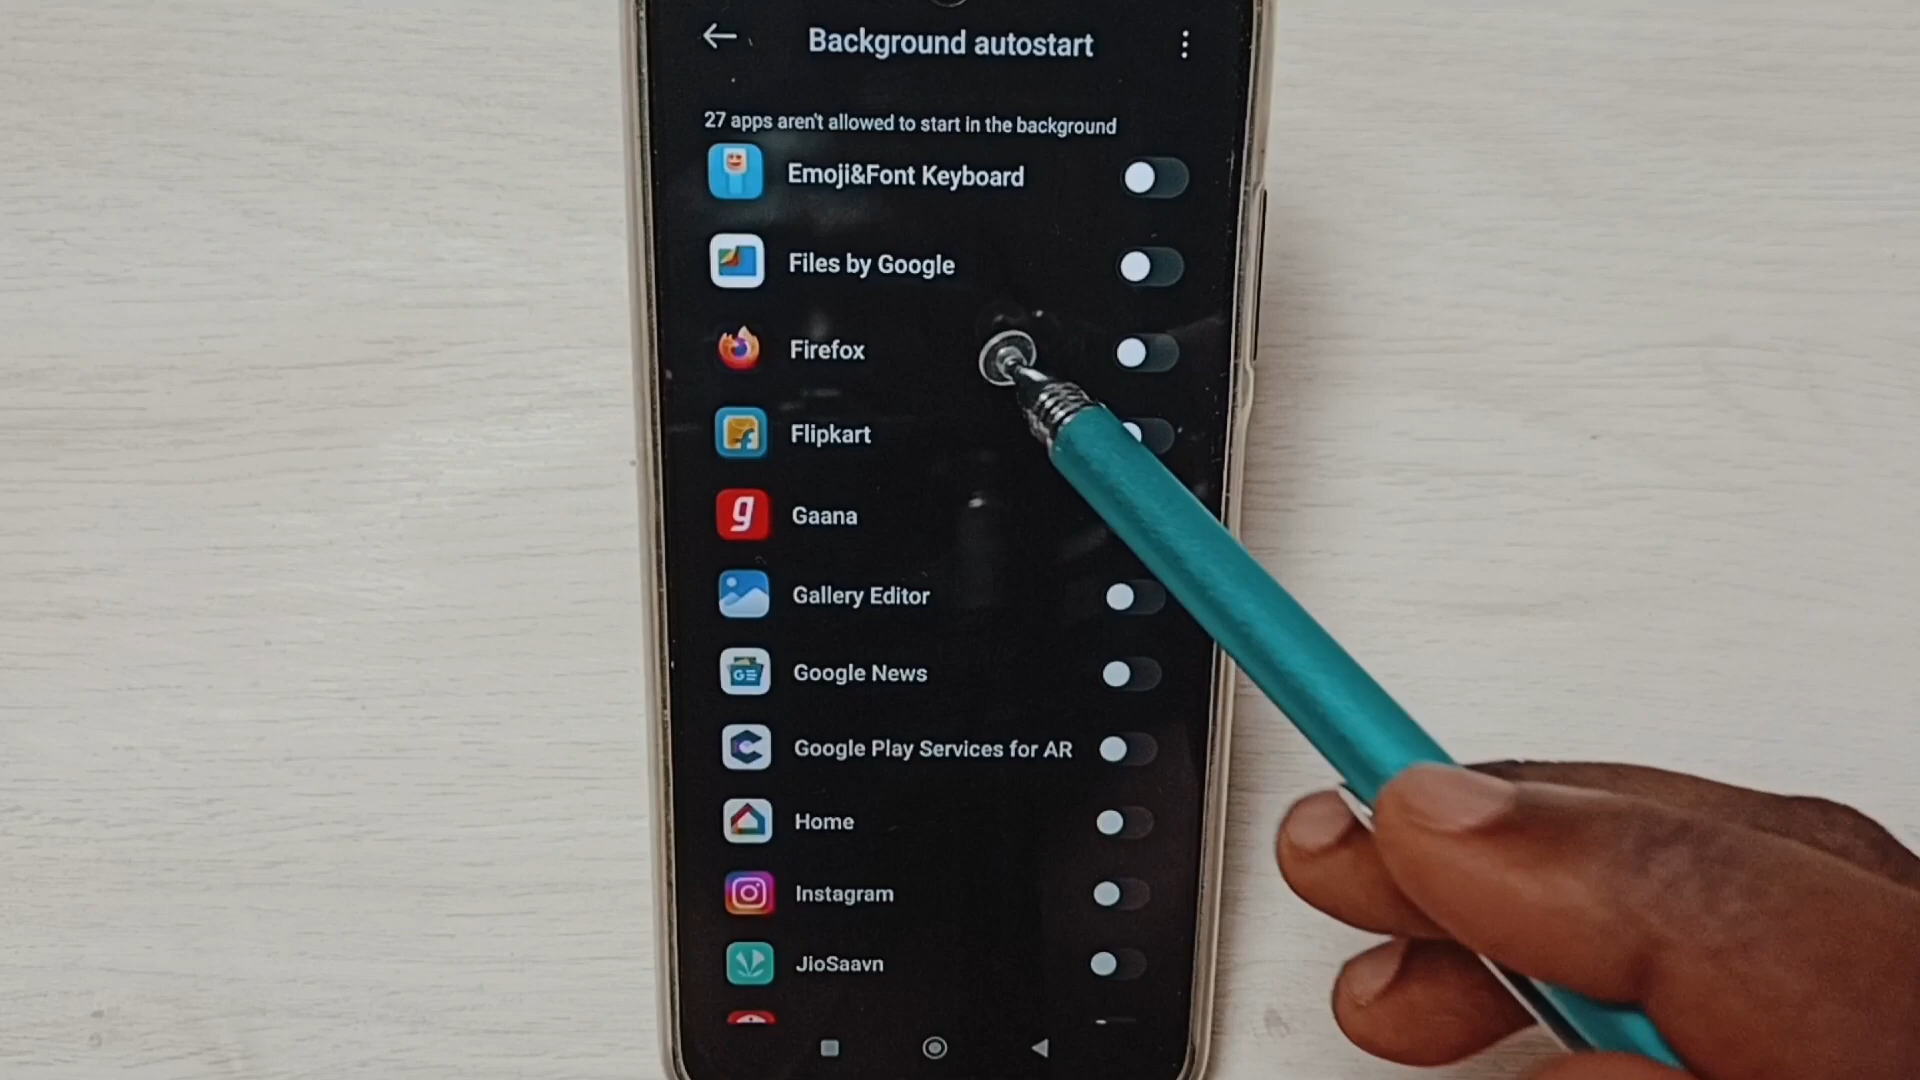 Background autostart
27 apps aren't allowed to start in the background
Emoji&Font Keyboard
Files by Google
Firefox
Flipkart
Gaana
Gallery Editor
Google News
Google Play Services for AR
Home
Instagram
JioSaavn